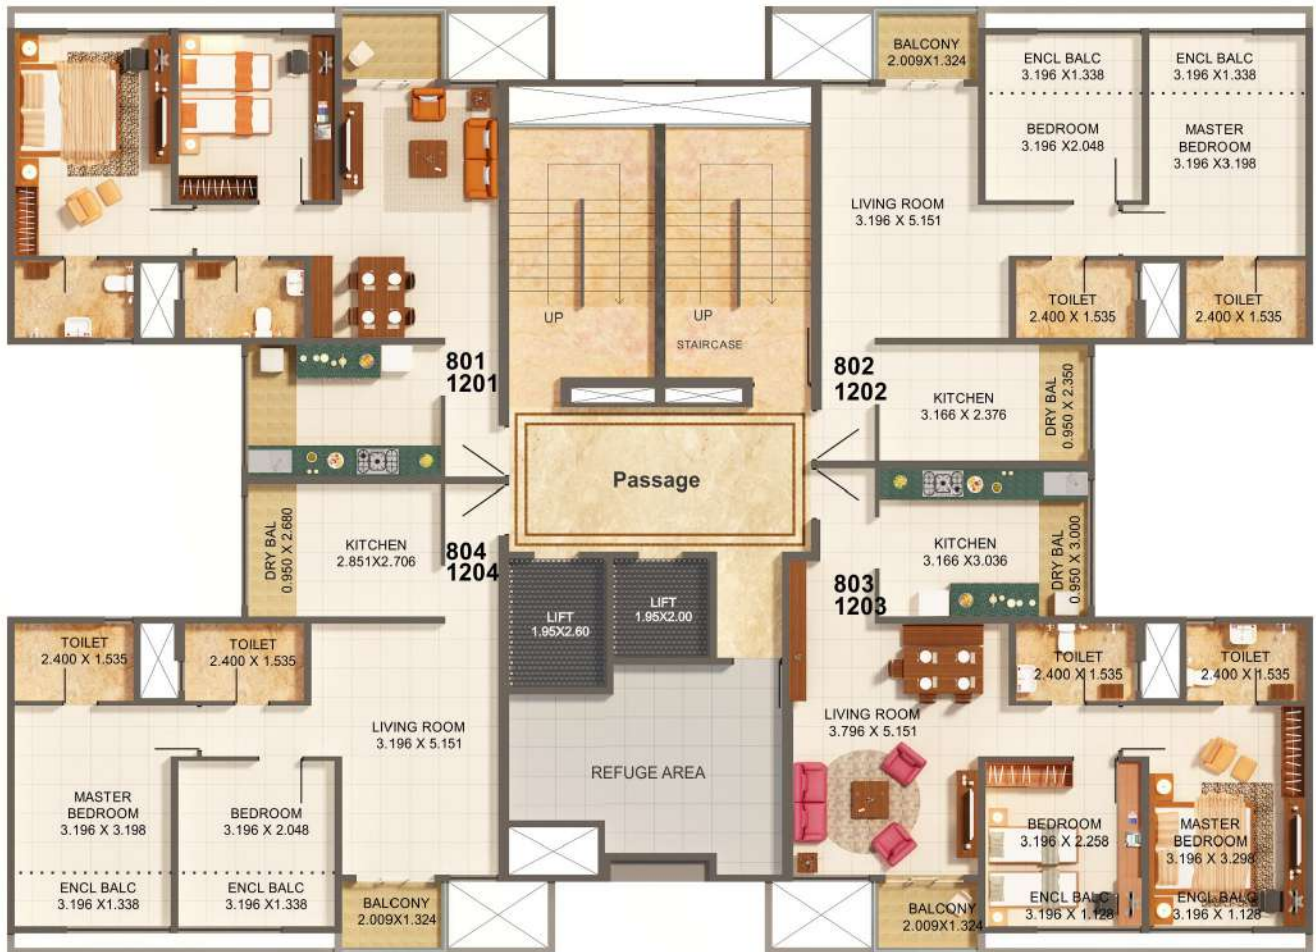 BALCONY
2.009X1.324
ENCL BALC
3.196 X1.338
ENCL BALC
3.196 X1.338
BEDROOM
3.196 X2.048
MASTER
BEDROOM
3.196 X3.198
LIVING ROOM
3.196 X 5.151
TOILET
2.400 X 1.535
TOILET
2.400 X 1.535
UP
UP
STAIRCASE
801
1201
802
1202
KITCHEN
3.166 X 2.376
DRY BAL
0.950 X 2.350
Passage
DRY BAL
0.950 X 2.680
KITCHEN
2.851X2.706
804
1204
LIFT
1.95X2.60
LIFT
1.95X2.00
803
1203
KITCHEN
3.166 X3.036
DRY BAL
0.950 X 3.000
TOILET
2.400 X 1.535
TOILET
2.400 X 1.535
TOILET
2.400 X 1.535
TOILET
2.400 X 1.535
LIVING ROOM
3.196 X 5.151
LIVING ROOM
3.796 X 5.151
REFUGE AREA
MASTER
BEDROOM
3.196 X 3.198
BEDROOM
3.196 X 2.048
BEDROOM
3.196 X 2.258
MASTER
BEDROOM
3.196 X 3.298
ENCL BALC
3.196 X1.338
ENCL BALC
3.196 X1.338
BALCONY
2.009X1.324
BALCONY
2.009X1.324
ENCL BALC
3.196 X 1.128
ENCL BALC
3.196 X 1.128